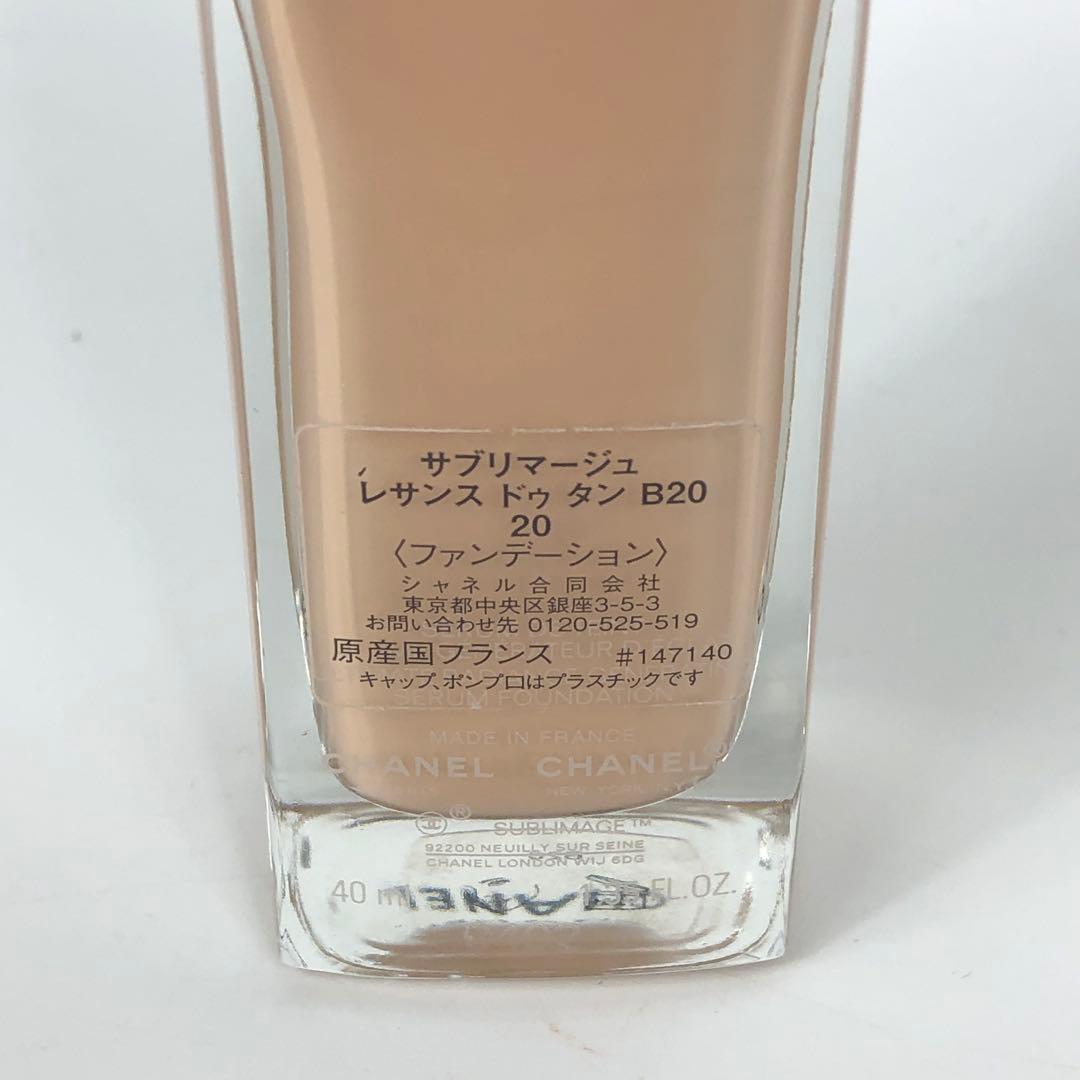 サブリマージュ
レサンス ドゥ タン B20
20
〈ファンデーション〉
シャネル合同会社
東京都中央区銀座3-5-3
お問い合わせ先 0120-525-519
原産国フランス #147140
キャップ、ポンプ口はプラスチックです
SERUM FOUNDATION
MADE IN FRANCE
CHANEL CHANEL®
PARIS NEW YORK N.Y.
® SUBLIMAGE™
92200 NEUILLY SUR SEINE
CHANEL LONDON W1J 6DG
40 ml FL.OZ.
CHANEL